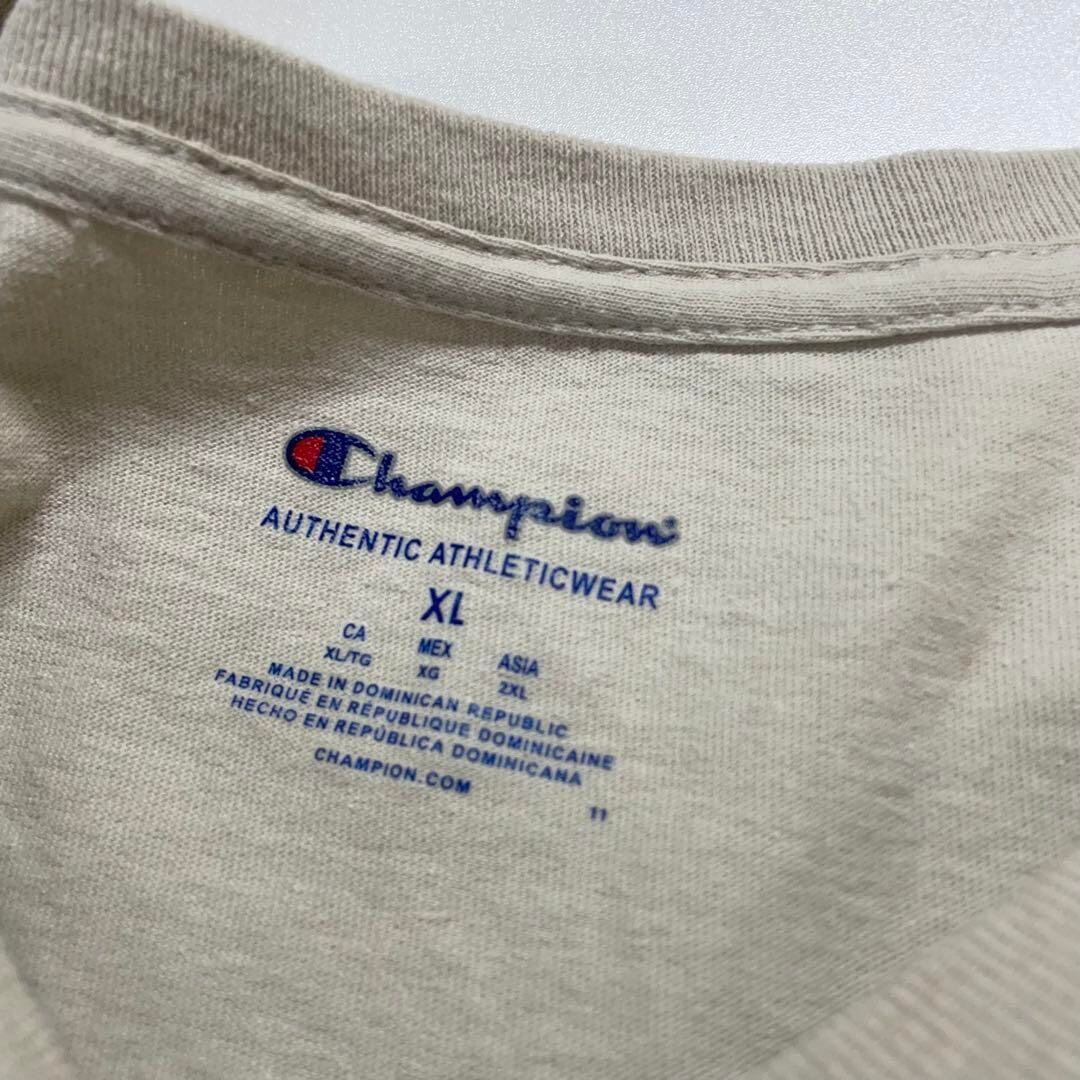 Champion
AUTHENTIC ATHLETICWEAR
XL
CA MEX ASIA
XL/TG XG 2XL
MADE IN DOMINICAN REPUBLIC
FABRIQUÉ EN RÉPUBLIQUE DOMINICAINE
HECHO EN REPÚBLICA DOMINICANA
CHAMPION.COM
11